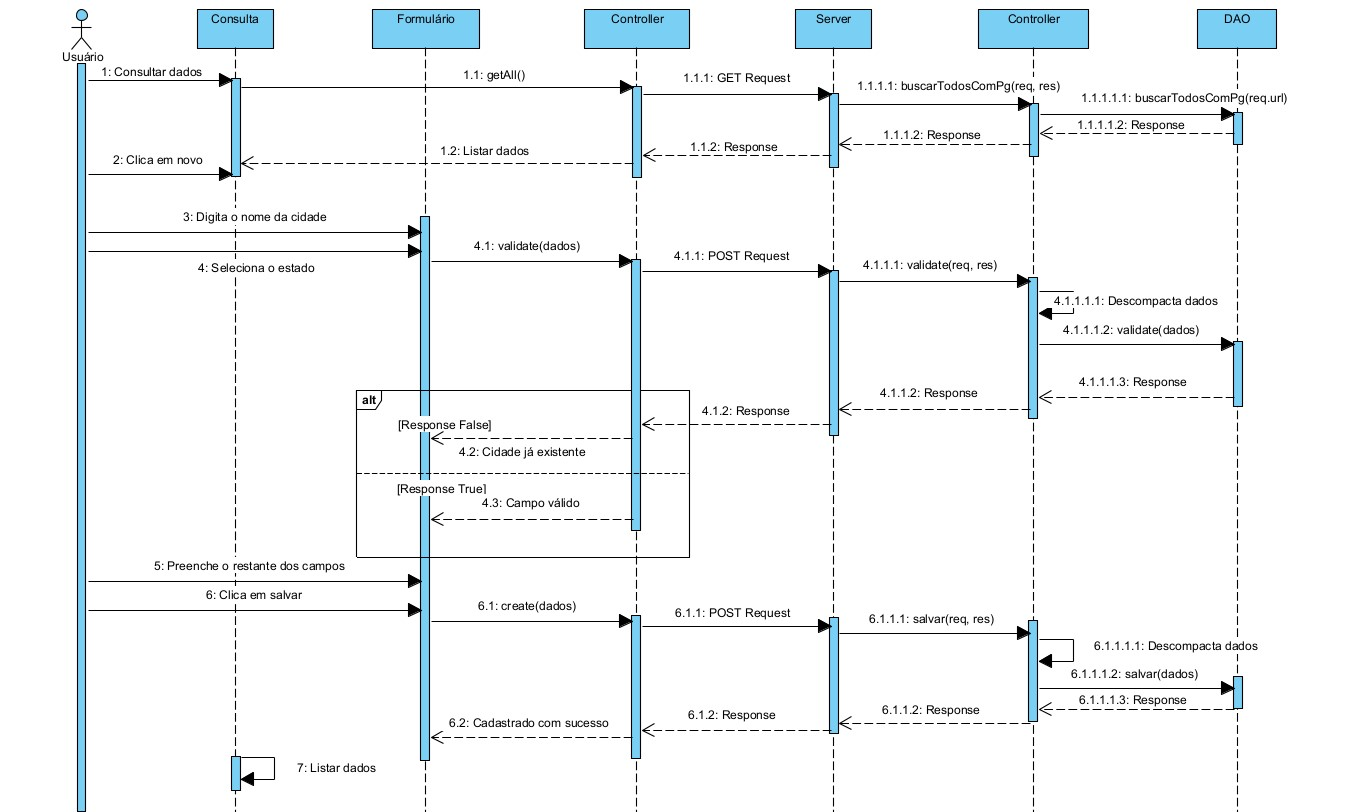 Consulta
Formulário
Controller
Server
Controller
DAO
Usuário
1: Consultar dados
1.1: getAll()
1.1.1: GET Request
1.1.1.1: buscarTodosComPg(req, res)
1.1.1.1.1: buscarTodosComPg(req.url)
1.1.1.1.2: Response
1.1.1.2: Response
1.1.2: Response
1.2: Listar dados
2: Clica em novo
3: Digita o nome da cidade
4: Seleciona o estado
4.1: validate(dados)
4.1.1: POST Request
4.1.1.1: validate(req, res)
4.1.1.1.1: Descompacta dados
4.1.1.1.2: validate(dados)
4.1.1.1.3: Response
4.1.1.2: Response
4.1.2: Response
alt
[Response False]
4.2: Cidade já existente
[Response True]
4.3: Campo válido
5: Preenche o restante dos campos
6: Clica em salvar
6.1: create(dados)
6.1.1: POST Request
6.1.1.1: salvar(req, res)
6.1.1.1.1: Descompacta dados
6.1.1.1.2: salvar(dados)
6.1.1.1.3: Response
6.1.1.2: Response
6.1.2: Response
6.2: Cadastrado com sucesso
7: Listar dados